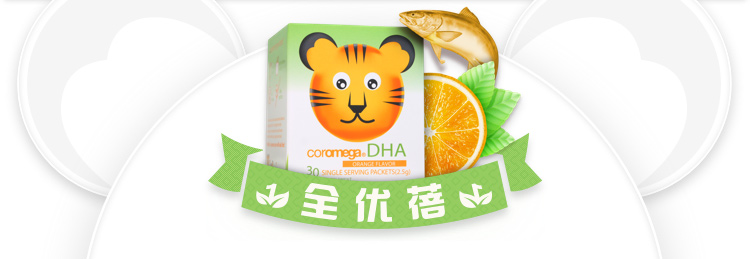 coromega® DHA
ORANGE FLAVOR
30 SINGLE SERVING PACKETS(2.5g)
全优蓓